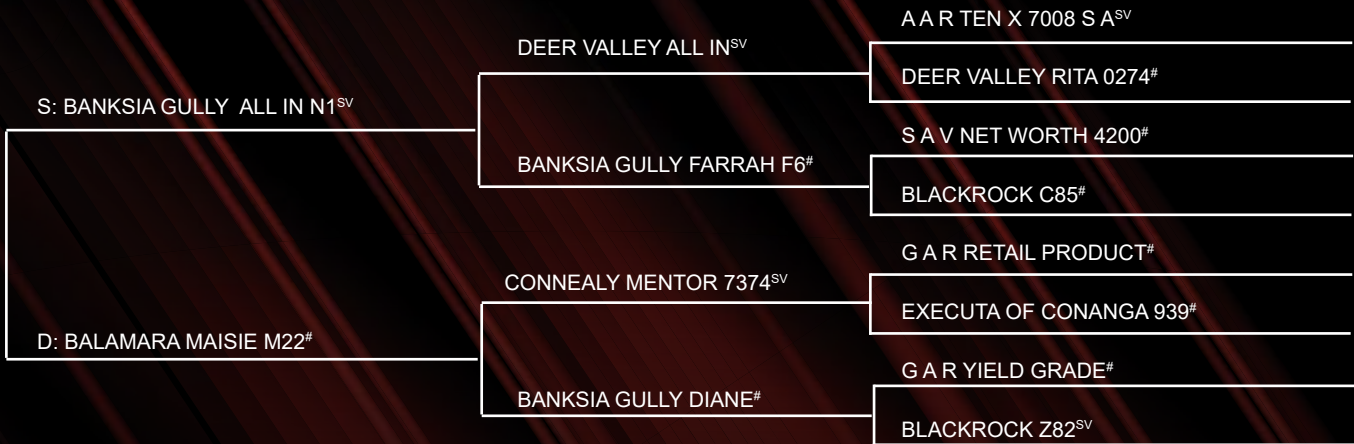 A A R TEN X 7008 S A^SV
DEER VALLEY ALL IN^SV
DEER VALLEY RITA 0274^#
S: BANKSIA GULLY ALL IN N1^SV
S A V NET WORTH 4200^#
BANKSIA GULLY FARRAH F6^#
BLACKROCK C85^#
G A R RETAIL PRODUCT^#
CONNEALY MENTOR 7374^SV
EXECUTA OF CONANGA 939^#
D: BALAMARA MAISIE M22^#
G A R YIELD GRADE^#
BANKSIA GULLY DIANE^#
BLACKROCK Z82^SV